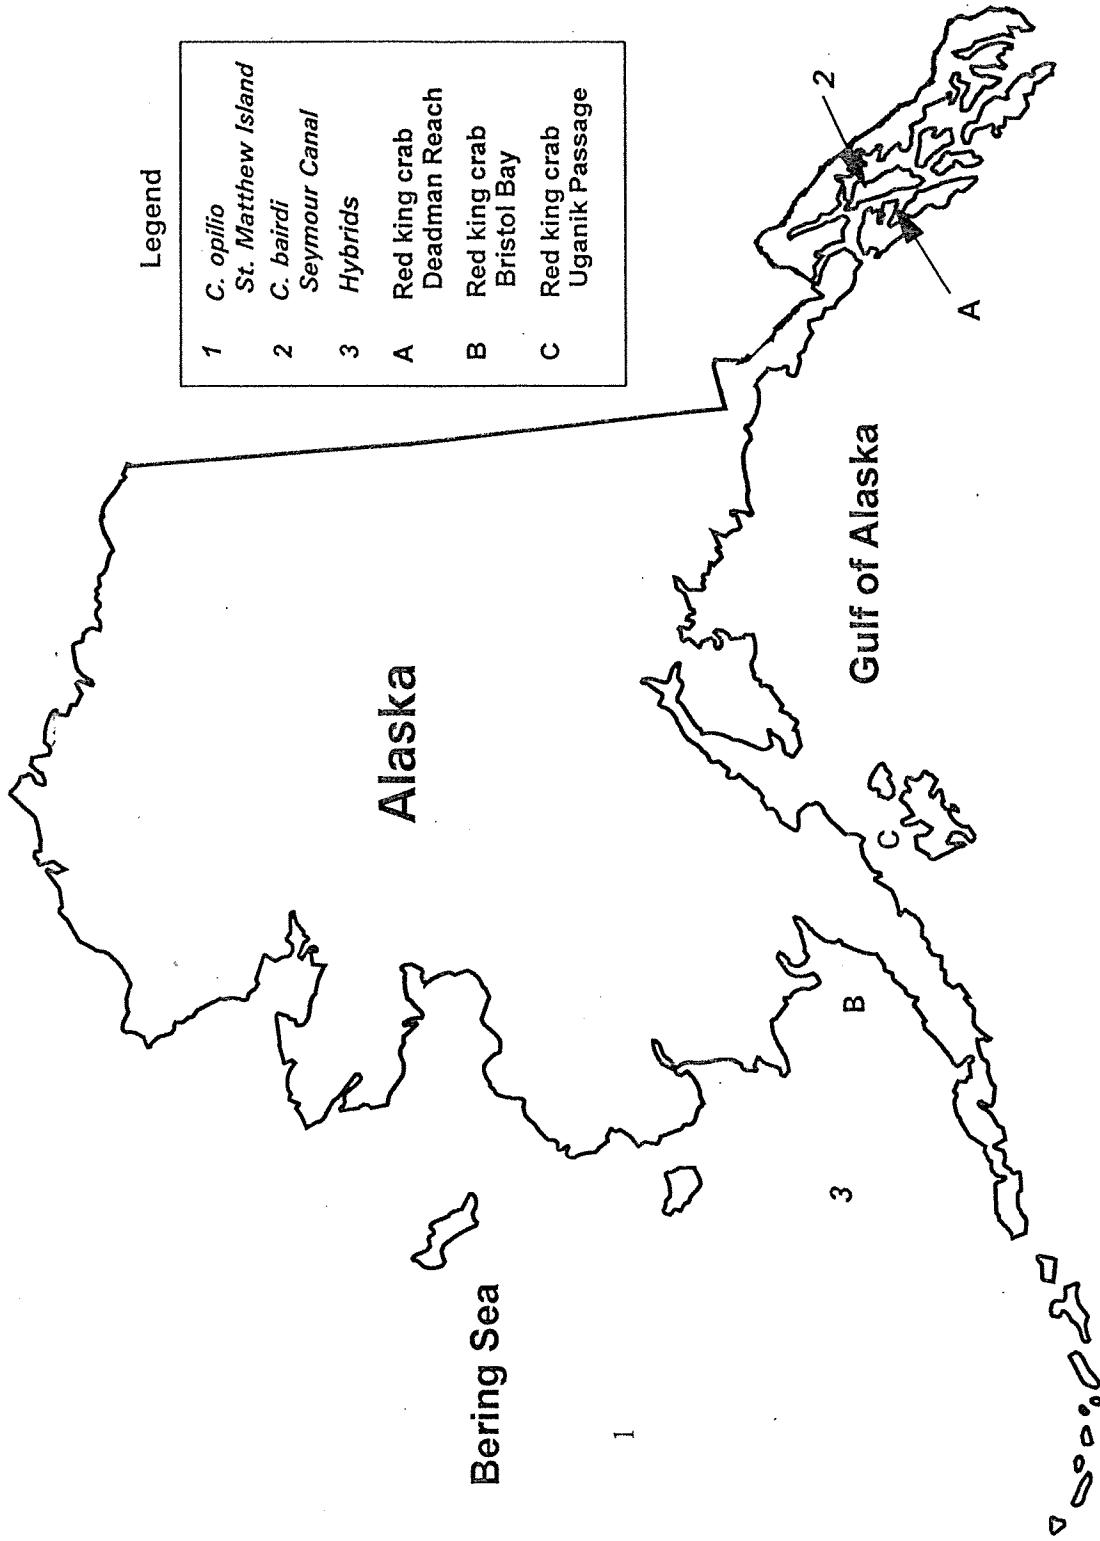 Legend
1 C. opilio
St. Matthew Island
2 C. bairdi
Seymour Canal
3 Hybrids
A Red king crab
Deadman Reach
B Red king crab
Bristol Bay
C Red king crab
Uganik Passage
Alaska
Bering Sea
Gulf of Alaska
1
3
B
C
A
2